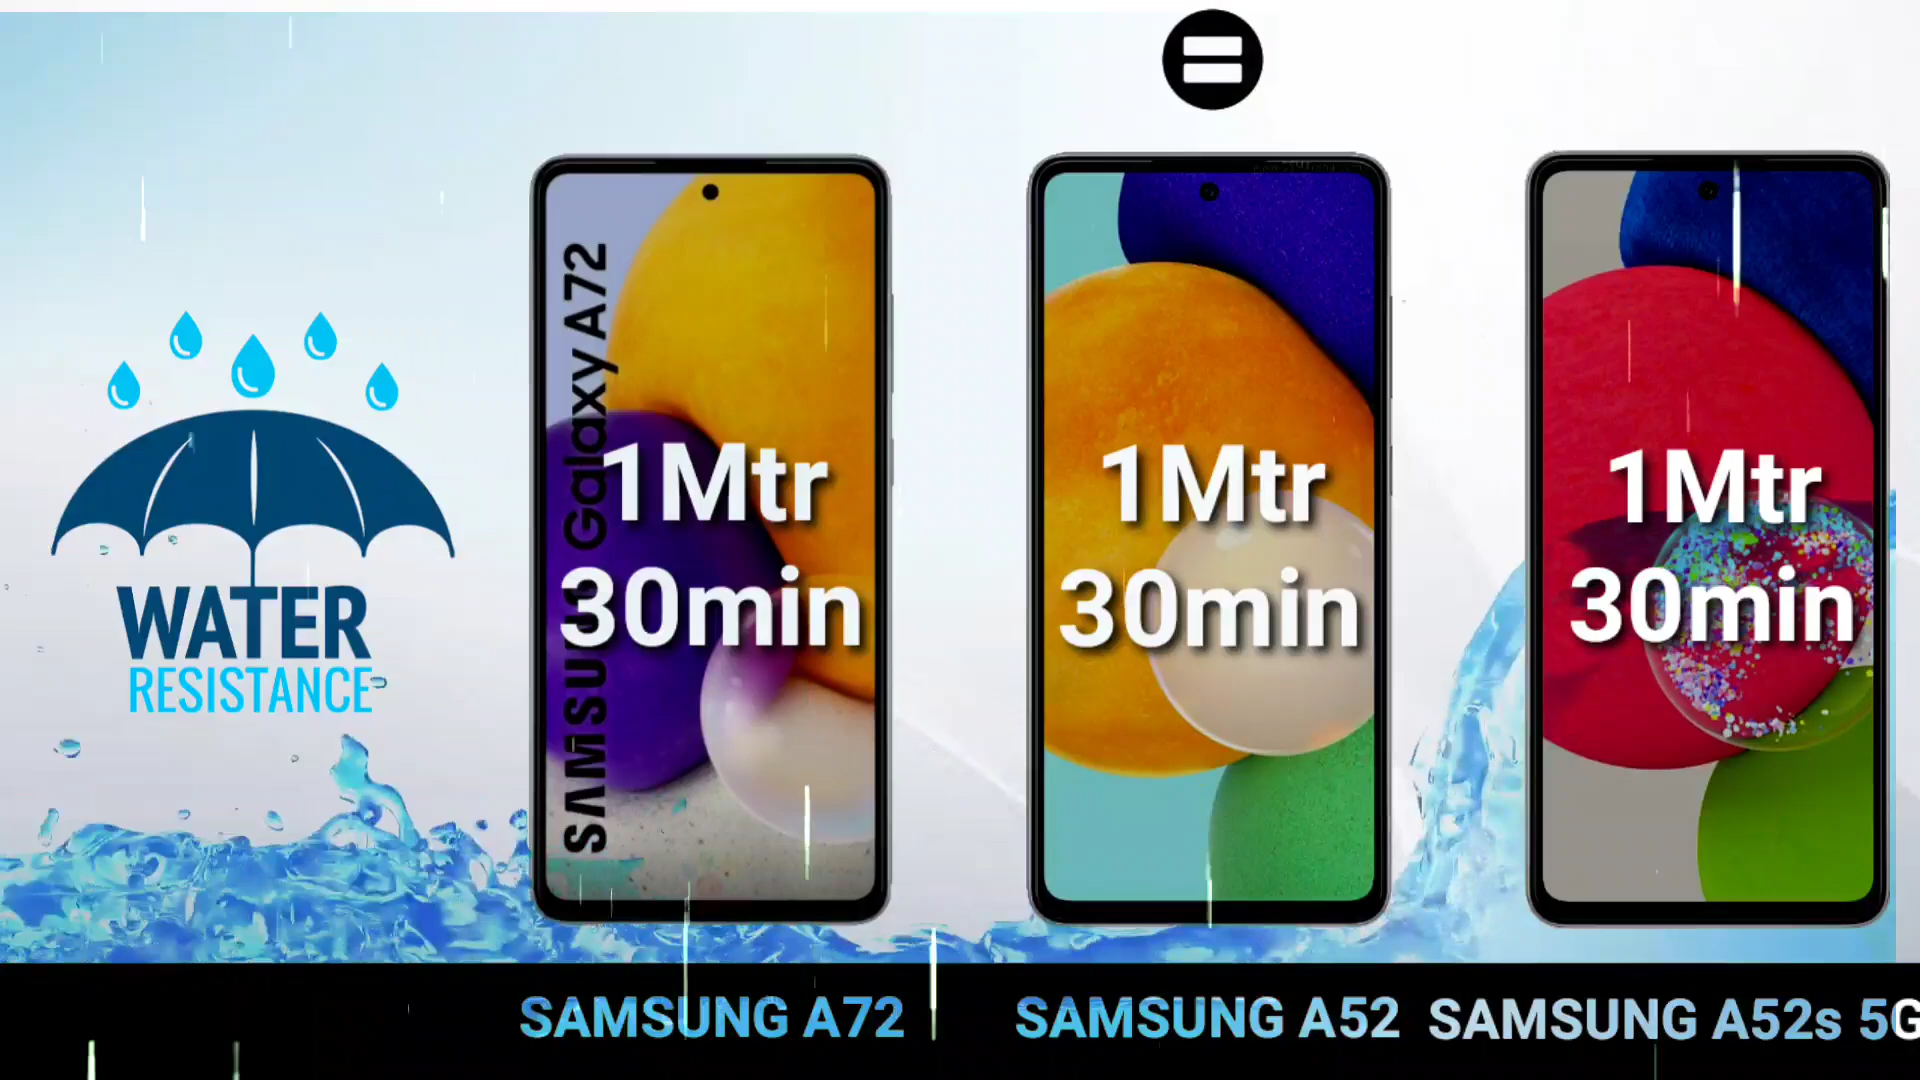 WATER
RESISTANCE
SAMSUNG Galaxy A72
1Mtr
30min
1Mtr
30min
1Mtr
30min
SAMSUNG A72
SAMSUNG A52
SAMSUNG A52s 5G